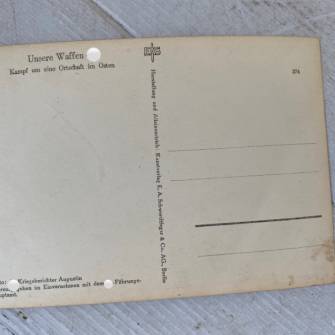 Unsere Waffen
Kampf um eine Ortschaft im Osten
374
Herstellung und Alleinvertrieb: Kunstverlag E. A. Schwerdtfeger & Co. AG., Berlin
Kriegsberichter Augustin
im Einvernehmen mit dem Führungs-